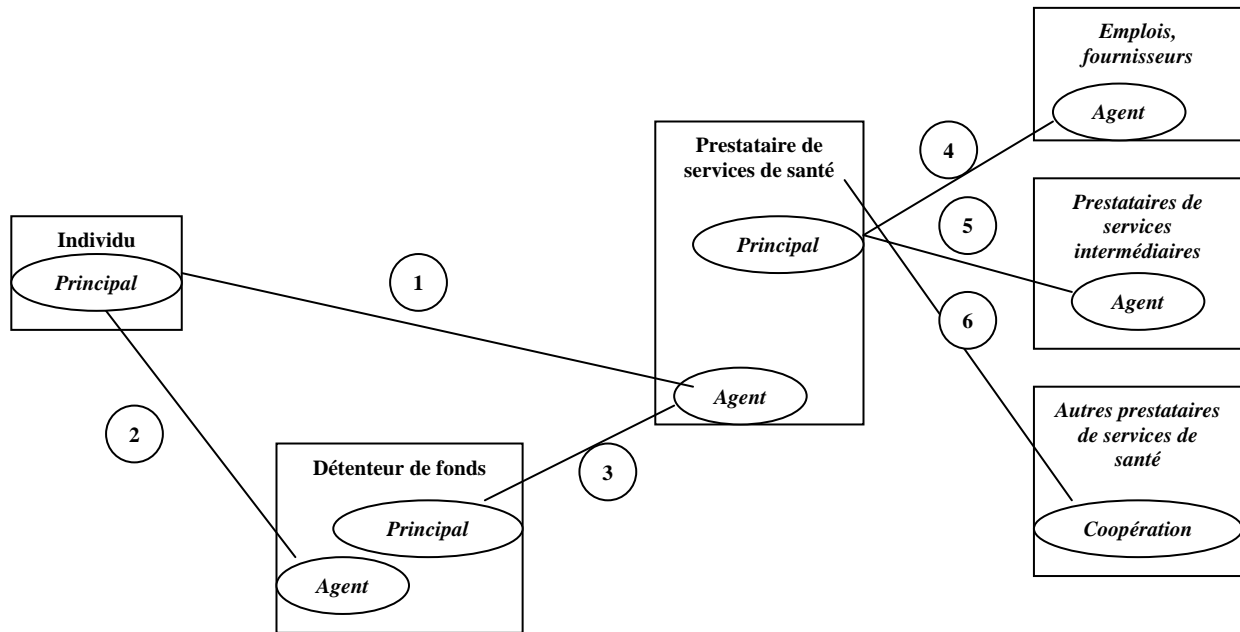 Individu
Principal
1
2
Détenteur de fonds
Principal
Agent
3
Prestataire de
services de santé
Principal
Agent
4
5
6
Emplois,
fournisseurs
Agent
Prestataires de
services
intermédiaires
Agent
Autres prestataires
de services de
santé
Coopération